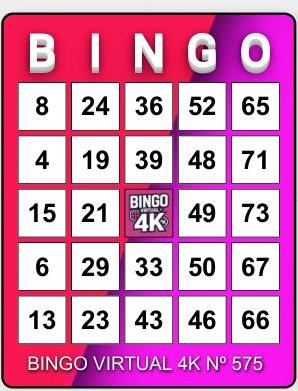 B I N G O
8 24 36 52 65
4 19 39 48 71
15 21 BINGO VIRTUAL 4K 49 73
6 29 33 50 67
13 23 43 46 66
BINGO VIRTUAL 4K Nº 575